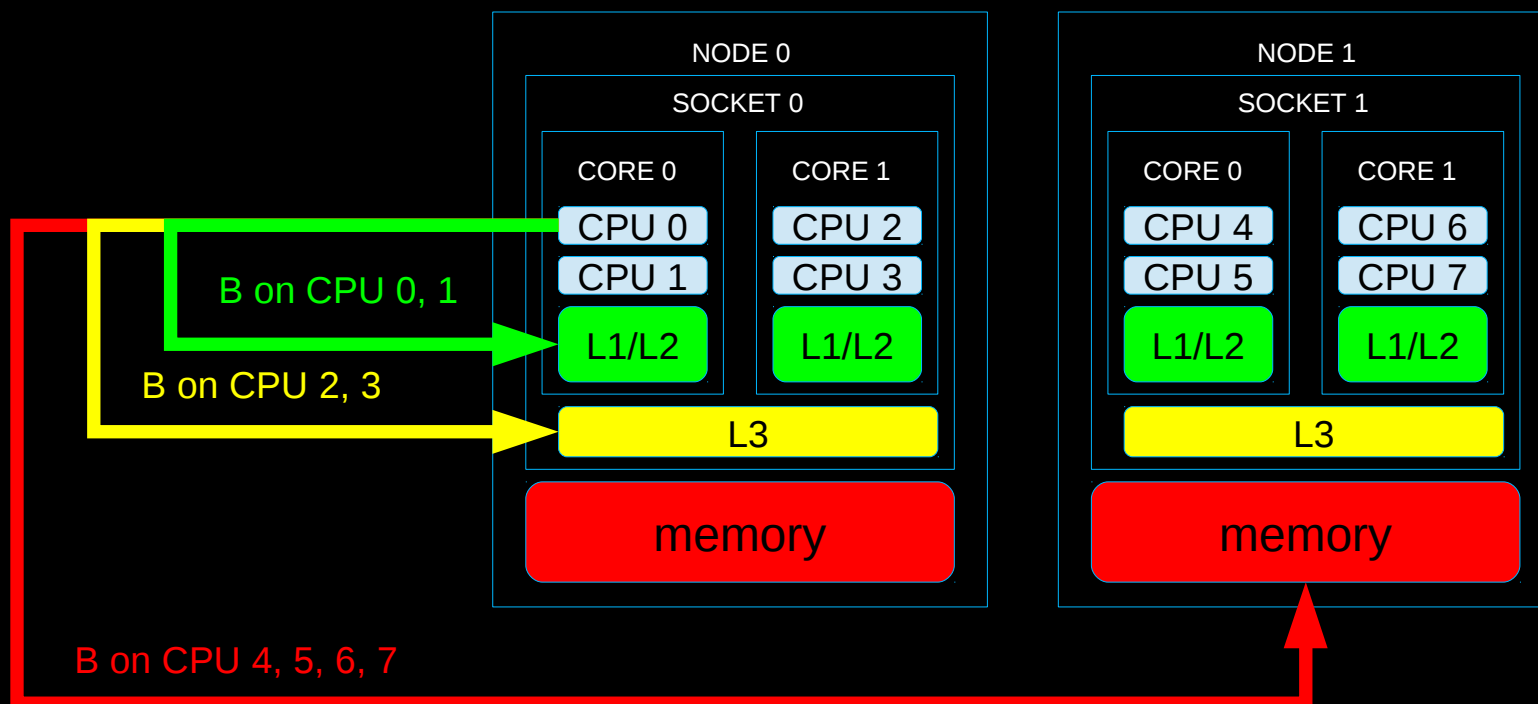 NODE 0
NODE 1
SOCKET 0
SOCKET 1
CORE 0
CORE 1
CORE 0
CORE 1
CPU 0
CPU 2
CPU 4
CPU 6
CPU 1
CPU 3
CPU 5
CPU 7
B on CPU 0, 1
L1/L2
L1/L2
L1/L2
L1/L2
B on CPU 2, 3
L3
L3
memory
memory
B on CPU 4, 5, 6, 7